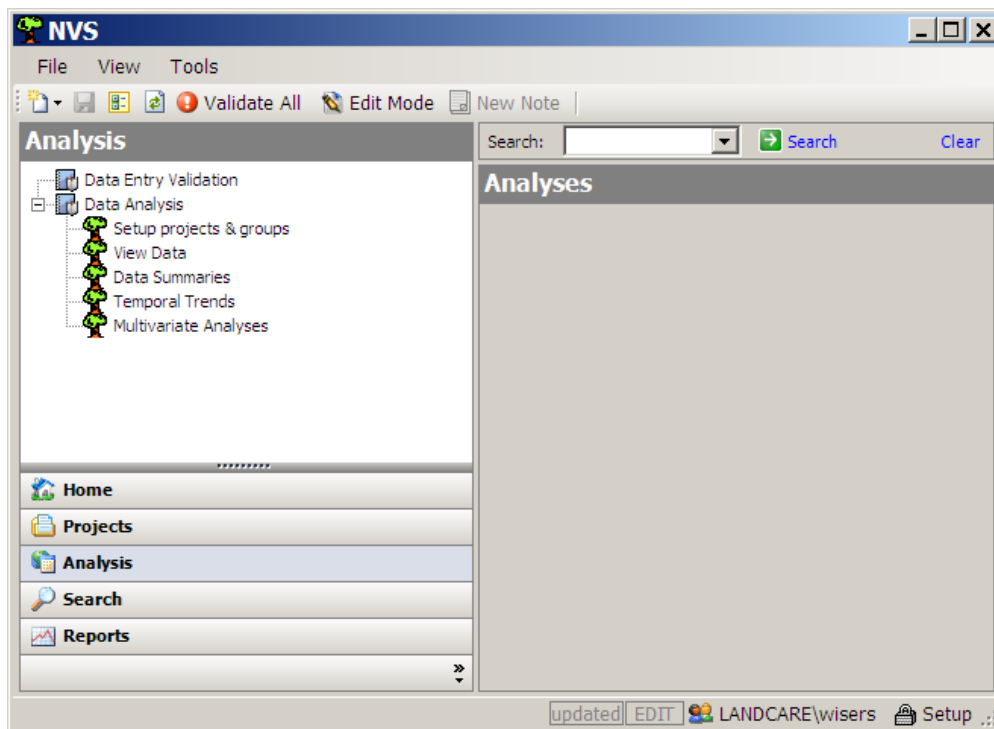 NVS
File View Tools
Validate All Edit Mode New Note
Analysis
Search: Search Clear
Data Entry Validation
Data Analysis
Setup projects & groups
View Data
Data Summaries
Temporal Trends
Multivariate Analyses
Analyses
Home
Projects
Analysis
Search
Reports
updated EDIT LANDCARE\wisers Setup